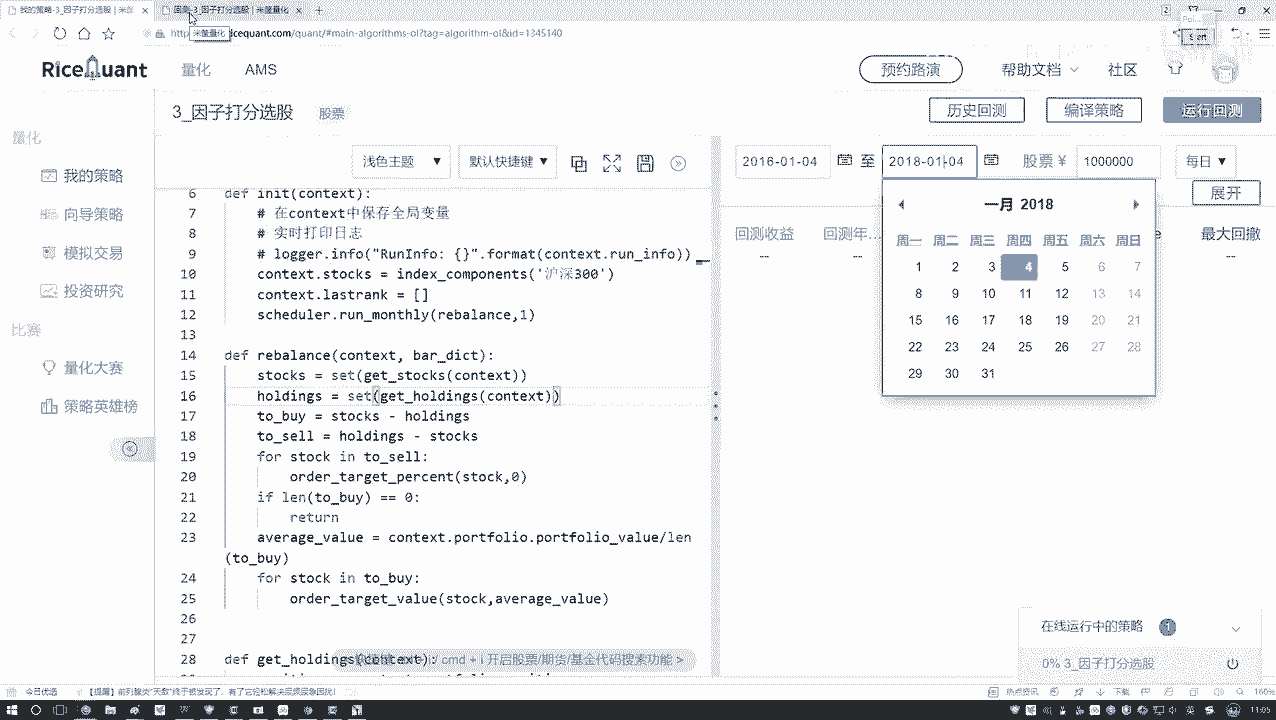 我的策略-3_因子打分选股 | 米筐
回测-3_因子打分选股 | 米筐量化
2
http
米筐量化
icequant.com/quant/#main-algorithms-ol?tag=algorithm-ol&id=1345140
RiceQuant
量化
AMS
预约路演
帮助文档
社区
3_因子打分选股
股票
历史回测
编译策略
运行回测
量化
我的策略
向导策略
模拟交易
投资研究
比赛
量化大赛
策略英雄榜
浅色主题
默认快捷键
2016-01-04
至
2018-01-04
股票 ¥
1000000
每日
展开
回测收益
回测年...
最大回撤
--
--
--
一月 2018
周一 周二 周三 周四 周五 周六 周日
1 2 3 4 5 6 7
8 9 10 11 12 13 14
15 16 17 18 19 20 21
22 23 24 25 26 27 28
29 30 31
6 def init(context):
7 # 在context中保存全局变量
8 # 实时打印日志
9 # logger.info("RunInfo: {}".format(context.run_info))
10 context.stocks = index_components('沪深300')
11 context.lastrank = []
12 scheduler.run_monthly(rebalance,1)
13
14 def rebalance(context, bar_dict):
15 stocks = set(get_stocks(context))
16 holdings = set(get_holdings(context))
17 to_buy = stocks - holdings
18 to_sell = holdings - stocks
19 for stock in to_sell:
20 order_target_percent(stock,0)
21 if len(to_buy) == 0:
22 return
23 average_value = context.portfolio.portfolio_value/len
(to_buy)
24 for stock in to_buy:
25 order_target_value(stock,average_value)
26
27
28 def get_holdings(context):
cmd + i 开启股票/期货/基金代码搜索功能 >
在线运行中的策略 1
0% 3_因子打分选股
今日优选
热点资讯
下载
160%
11:05